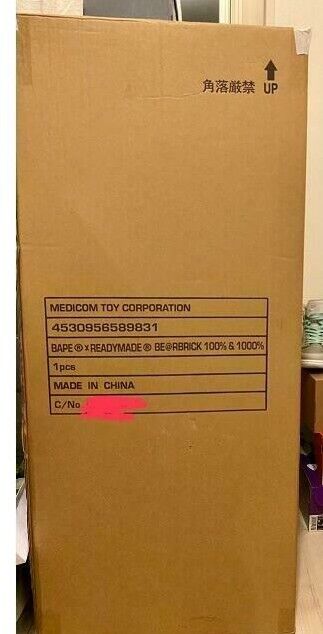 角落厳禁 UP
MEDICOM TOY CORPORATION
4530956589831
BAPE®×READYMADE® BE@RBRICK 100% & 1000%
1pcs
MADE IN CHINA
C/No